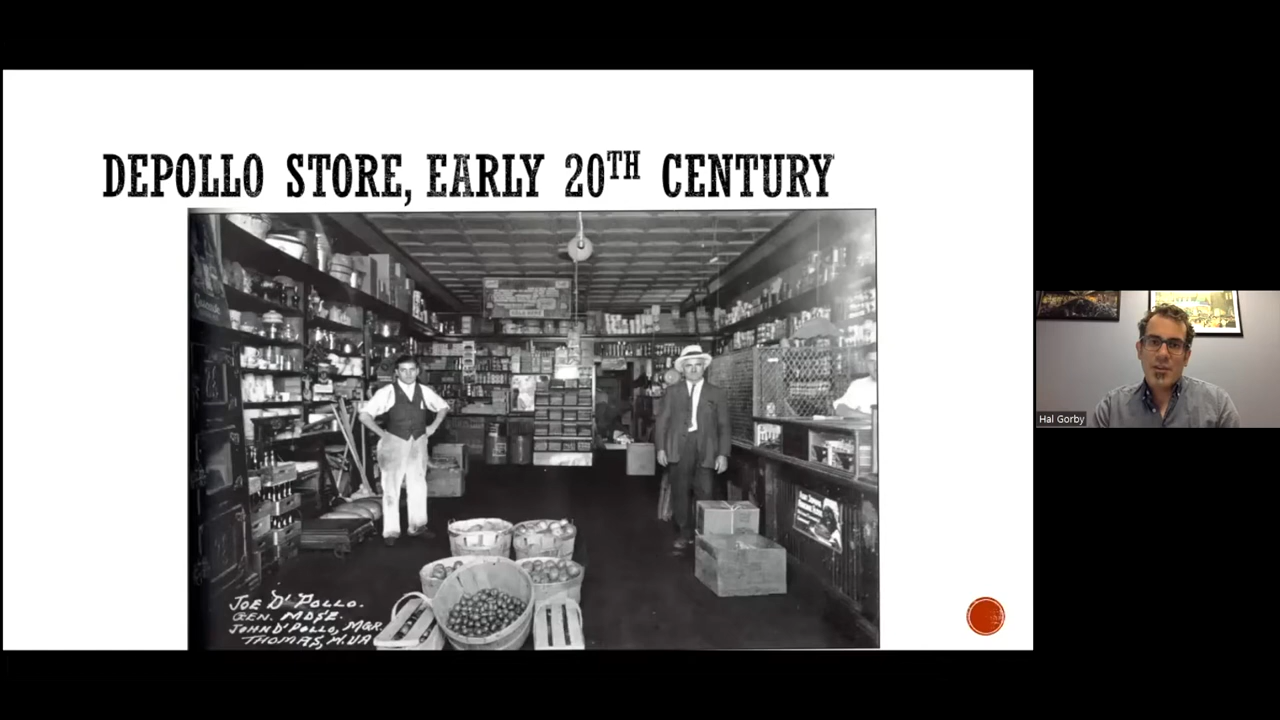 DEPOLLO STORE, EARLY 20TH CENTURY
JOE D'POLLO.
GEN. MDSE.
JOHN D'POLLO, MGR.
THOMAS, W.VA
Hal Gorby